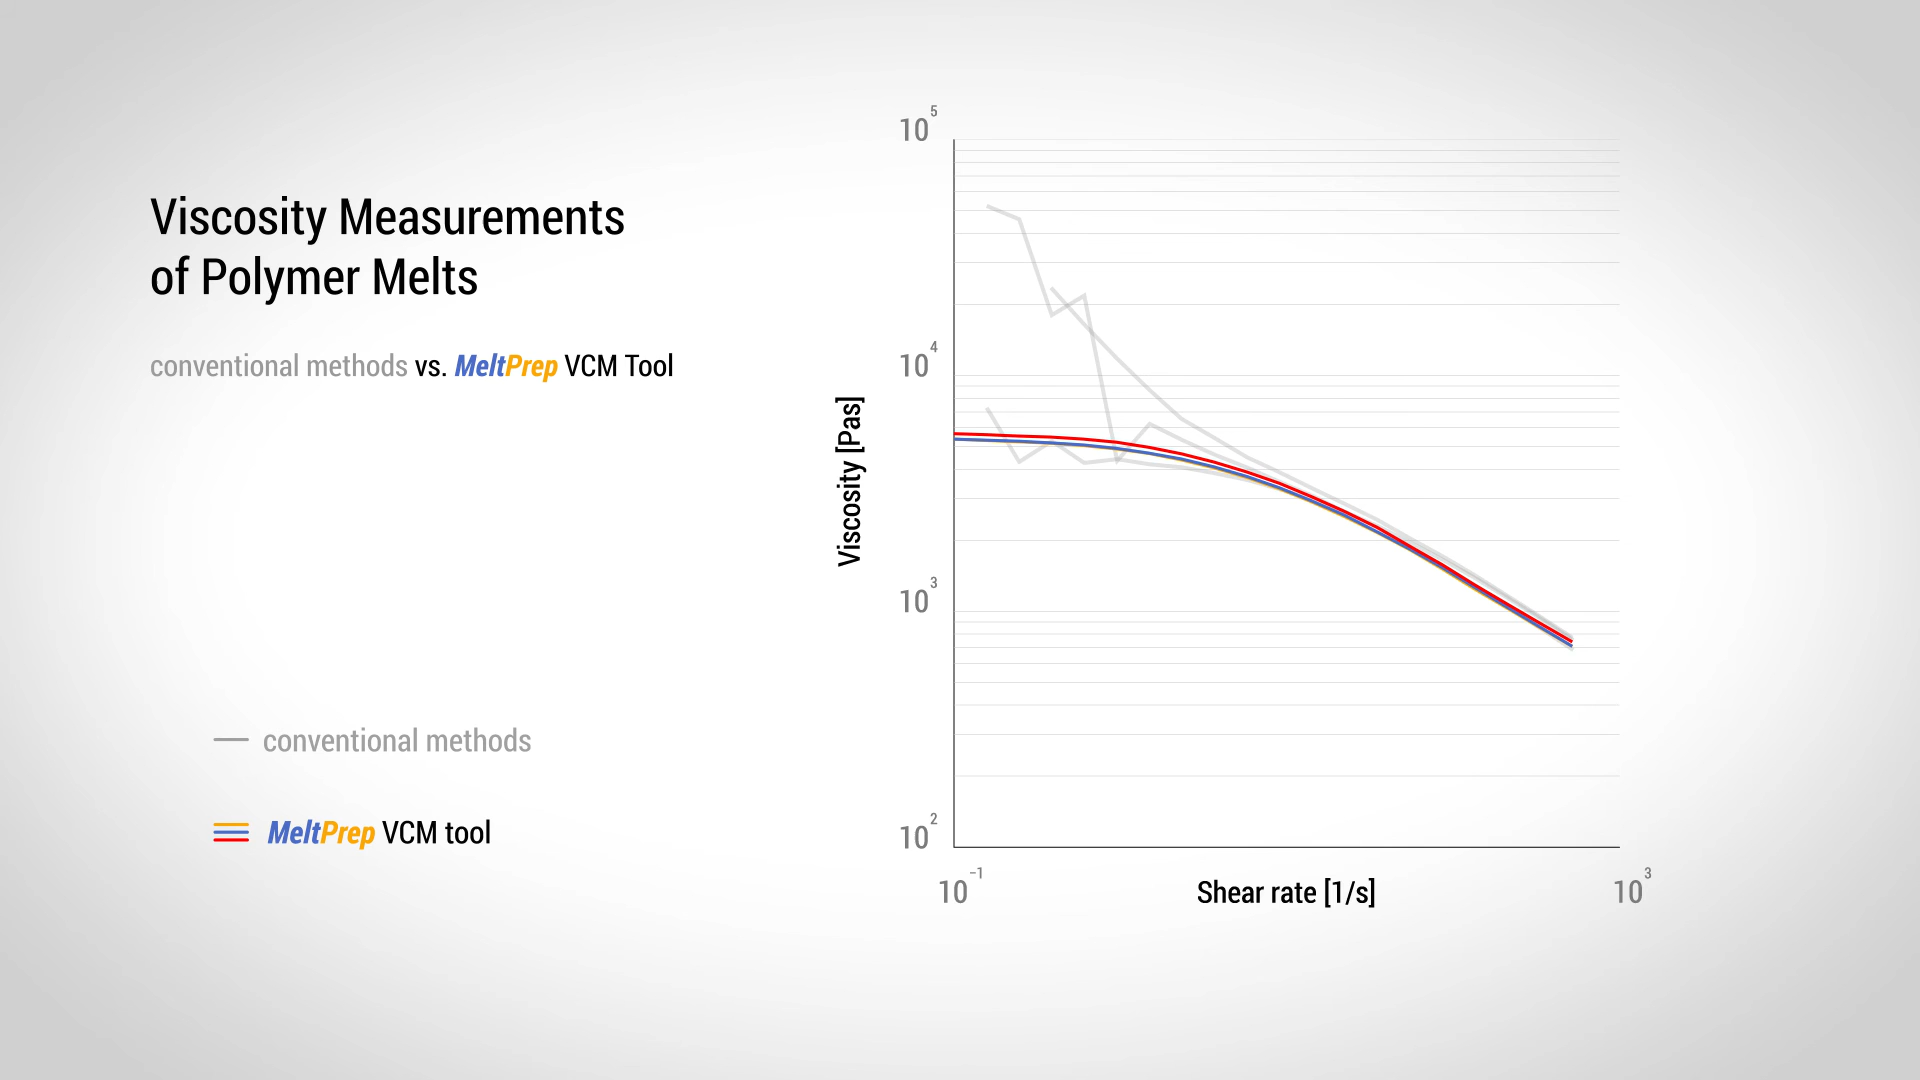 Viscosity Measurements
of Polymer Melts
conventional methods vs. MeltPrep VCM Tool
conventional methods
MeltPrep VCM tool
Viscosity [Pas]
10⁵
10⁴
10³
10²
10⁻¹
Shear rate [1/s]
10³